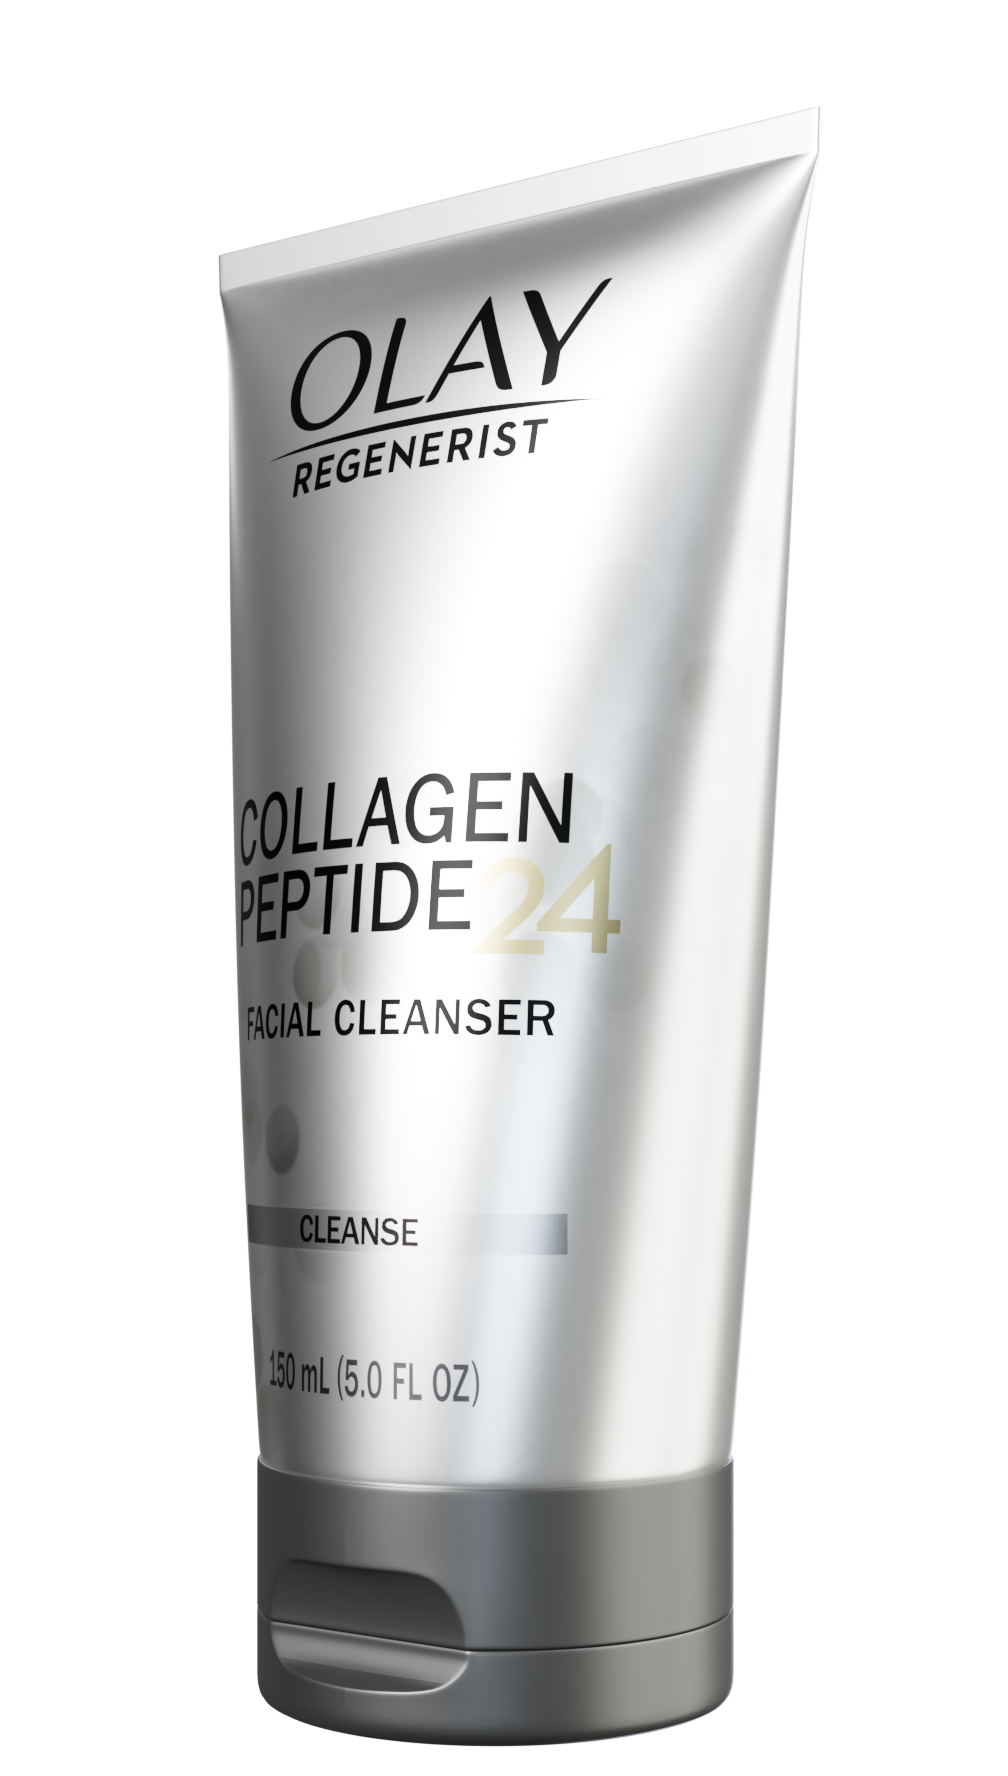 OLAY
REGENERIST
COLLAGEN
PEPTIDE24
FACIAL CLEANSER
CLEANSE
150 mL (5.0 FL OZ)